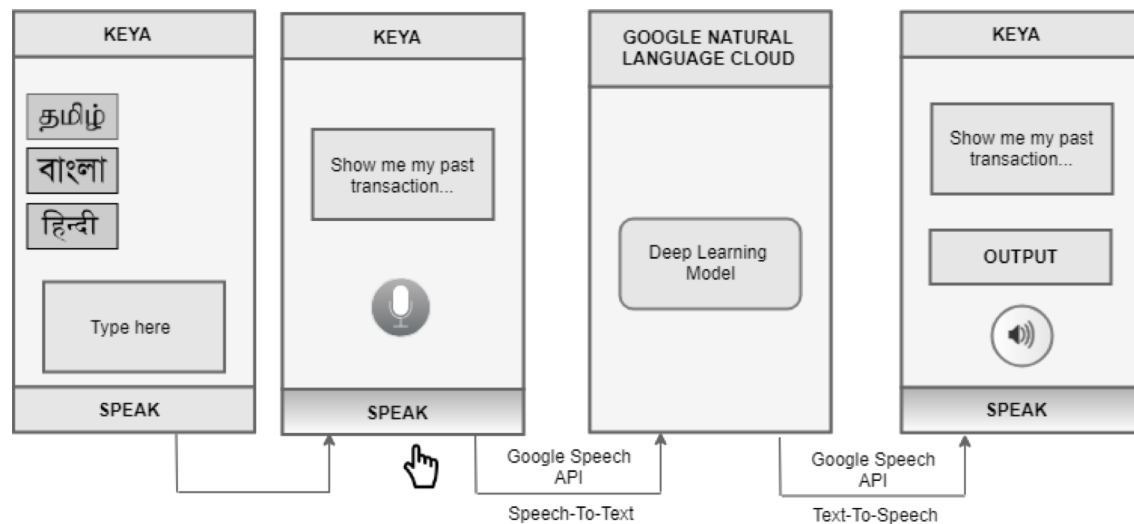 KEYA
தமிழ்
বাংলা
हिन्दी
Type here
SPEAK
KEYA
Show me my past
transaction...
SPEAK
Google Speech
API
Speech-To-Text
GOOGLE NATURAL
LANGUAGE CLOUD
Deep Learning
Model
Google Speech
API
Text-To-Speech
KEYA
Show me my past
transaction...
OUTPUT
SPEAK